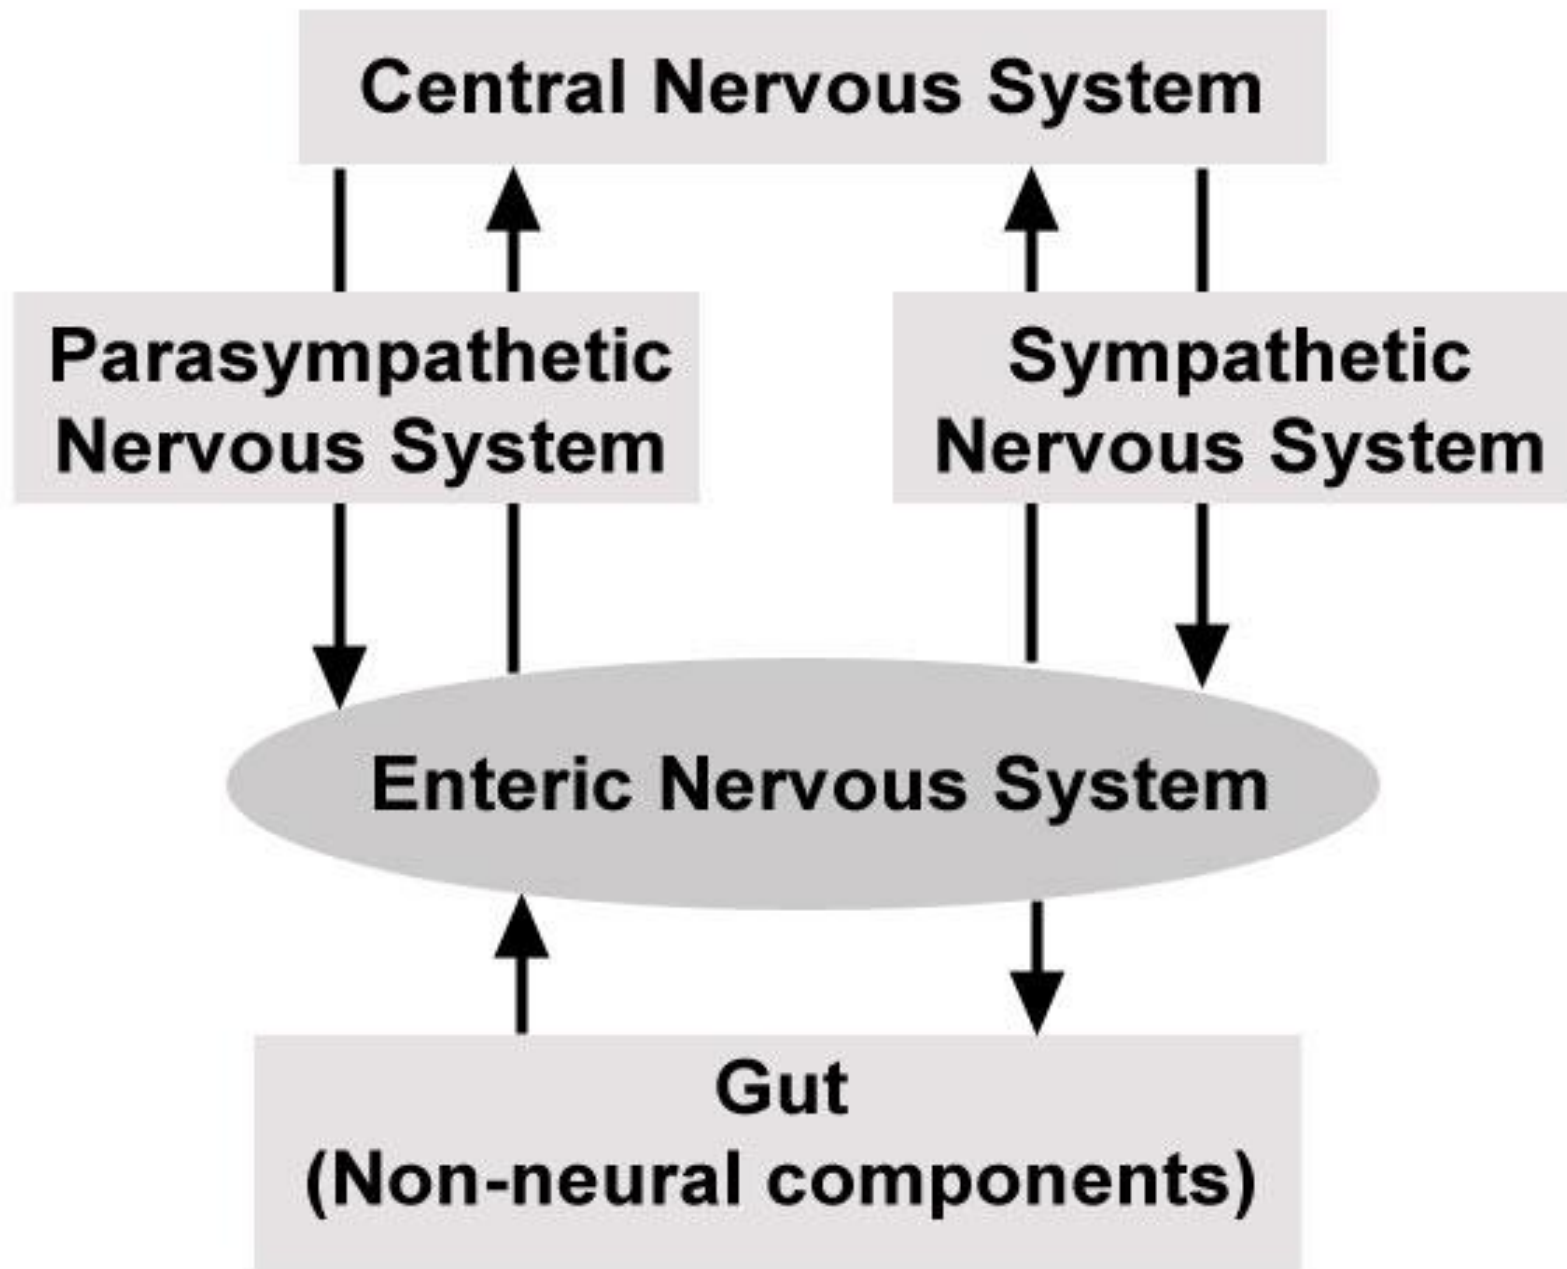 Central Nervous System
Parasympathetic
Nervous System
Sympathetic
Nervous System
Enteric Nervous System
Gut
(Non-neural components)